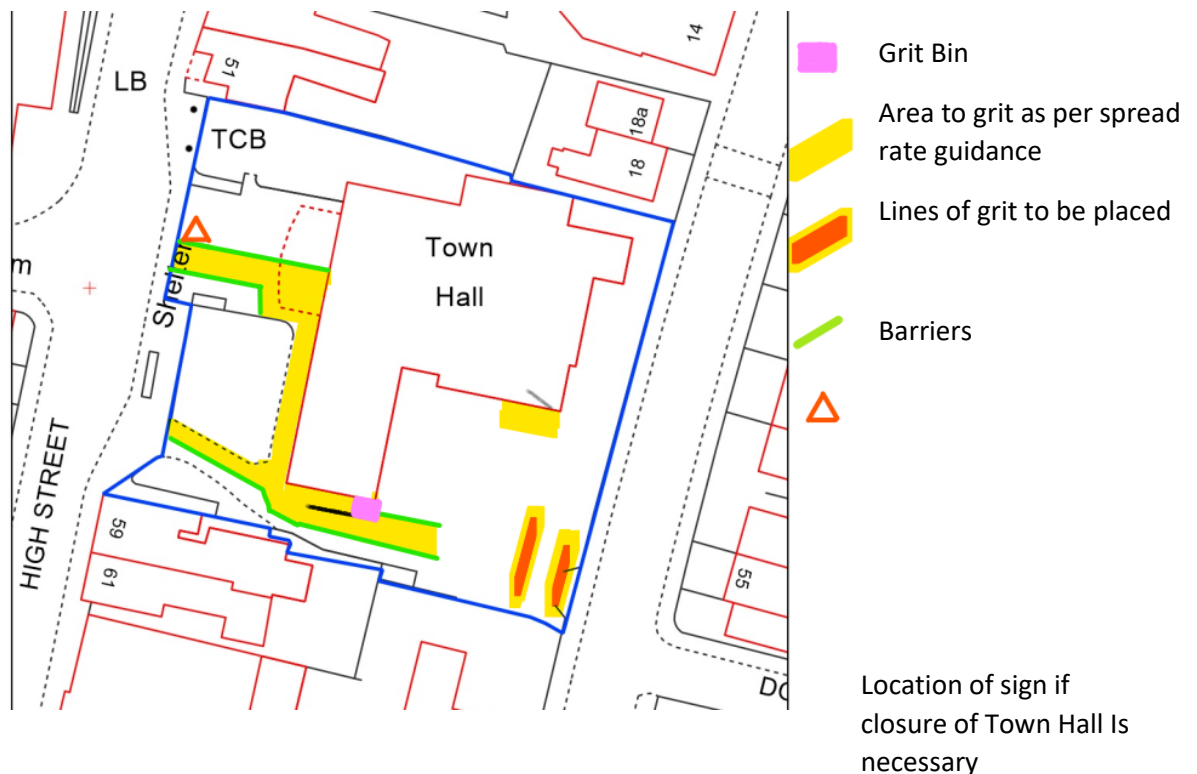 LB
TCB
51
14
18a
18
Town
Hall
m
Shelter
HIGH STREET
59
61
55
DO
Grit Bin
Area to grit as per spread
rate guidance
Lines of grit to be placed
Barriers
Location of sign if
closure of Town Hall Is
necessary